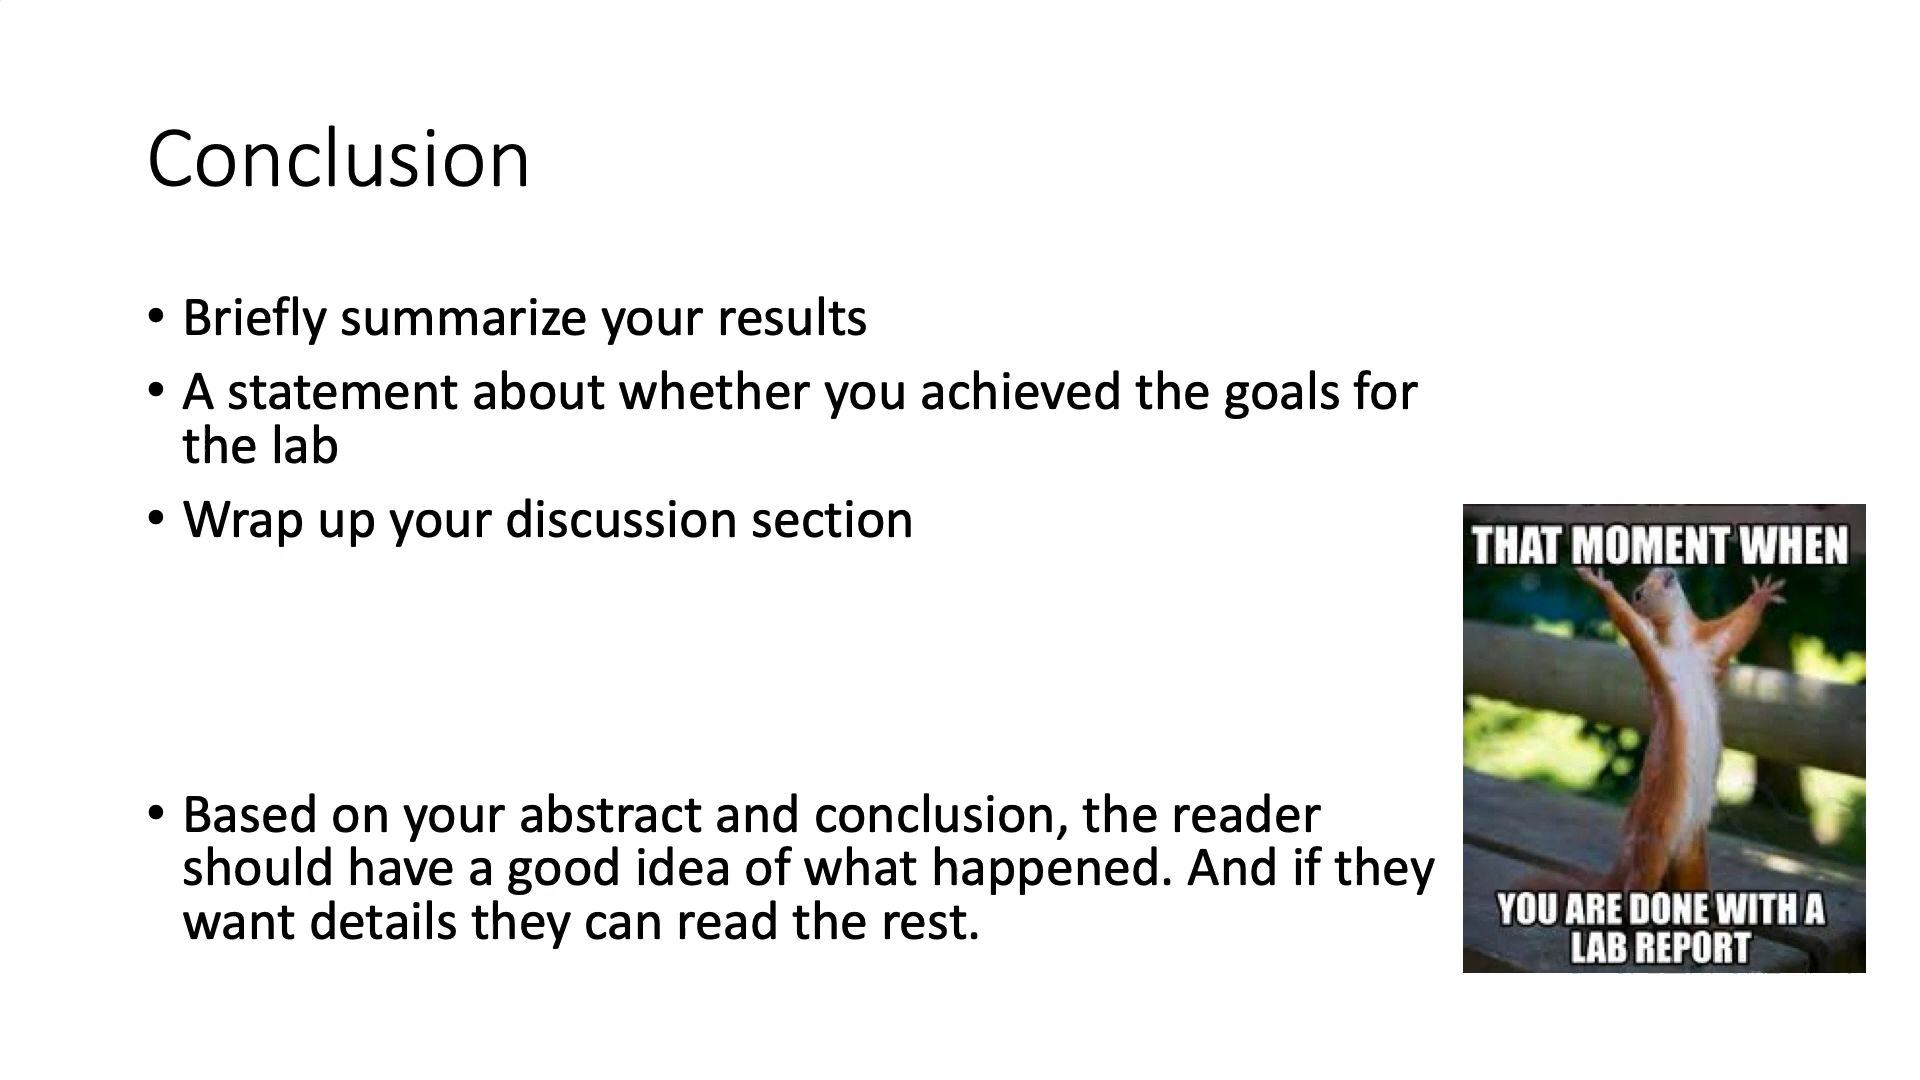 Conclusion
• Briefly summarize your results
• A statement about whether you achieved the goals for
the lab
• Wrap up your discussion section
• Based on your abstract and conclusion, the reader
should have a good idea of what happened. And if they
want details they can read the rest.
THAT MOMENT WHEN
YOU ARE DONE WITH A
LAB REPORT